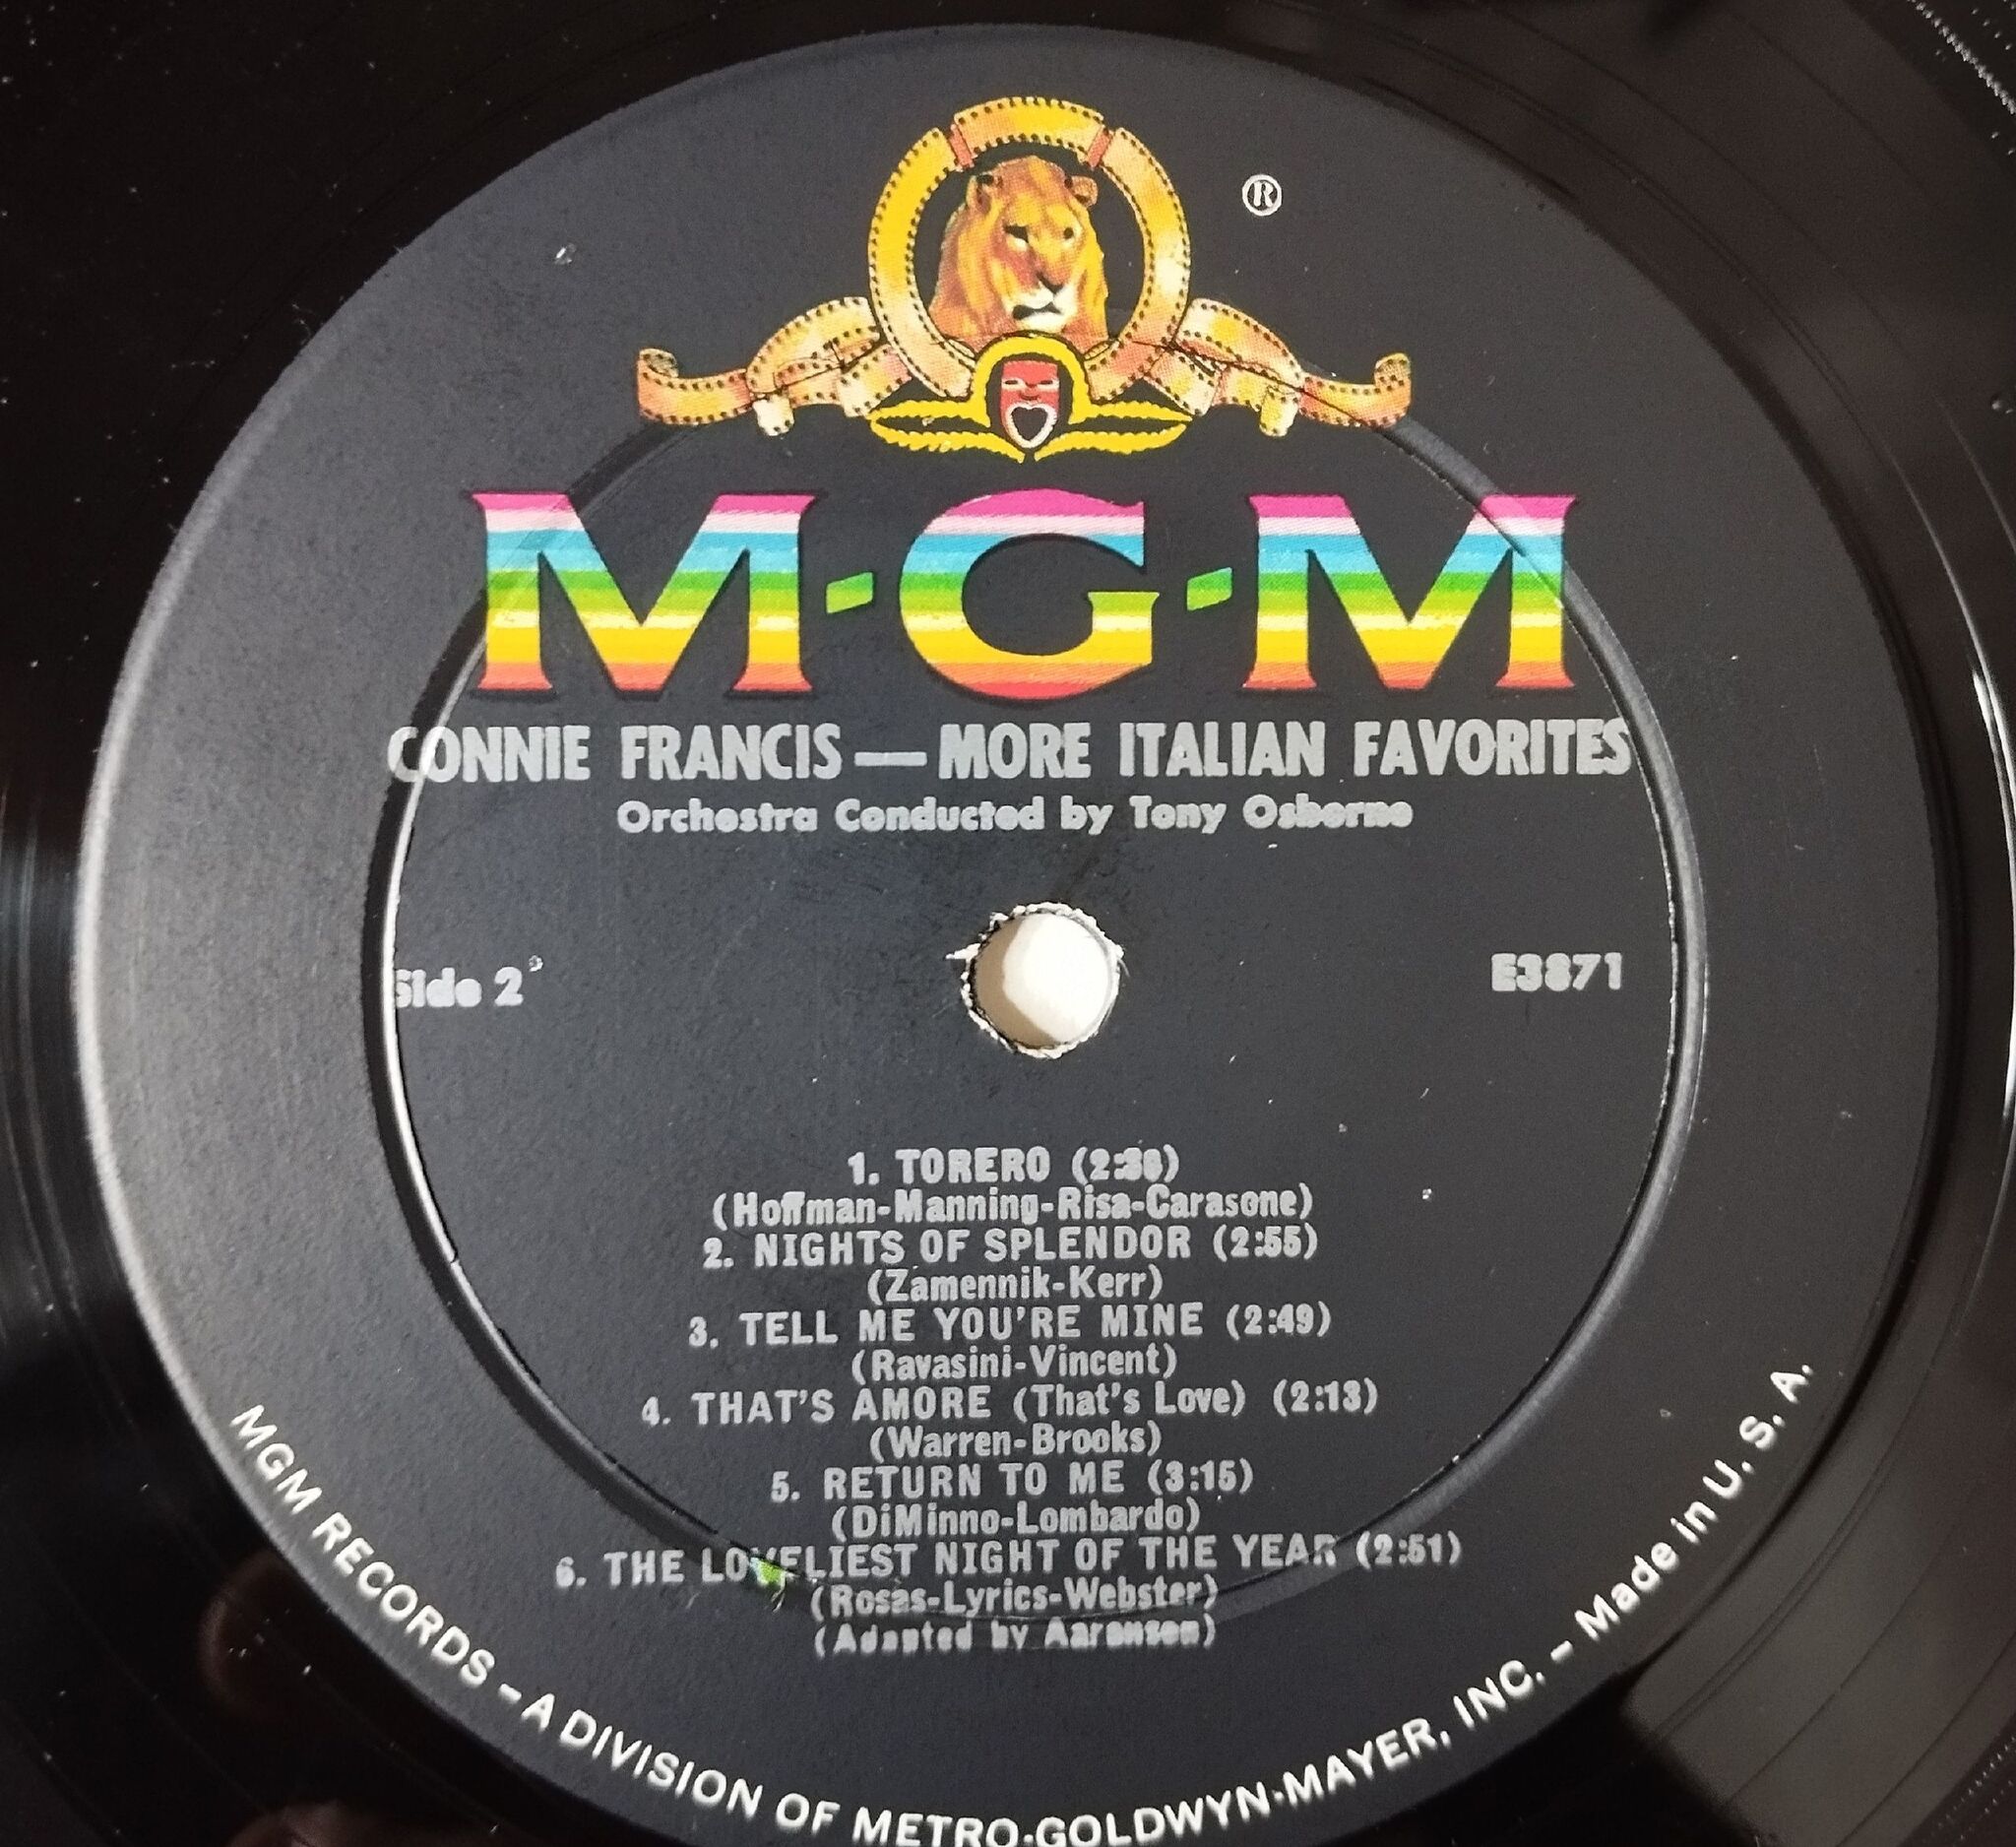 ®
M·G·M
CONNIE FRANCIS — MORE ITALIAN FAVORITES
Orchestra Conducted by Tony Osborne
Side 2
E3871
1. TORERO (2:36)
(Hoffman-Manning-Risa-Carasone)
2. NIGHTS OF SPLENDOR (2:55)
(Zamennik-Kerr)
3. TELL ME YOU'RE MINE (2:49)
(Ravasini-Vincent)
4. THAT'S AMORE (That's Love) (2:13)
(Warren-Brooks)
5. RETURN TO ME (3:15)
(DiMinno-Lombardo)
6. THE LOVELIEST NIGHT OF THE YEAR (2:51)
(Rosas-Lyrics-Webster)
(Adapted by Aaronson)
MGM RECORDS – A DIVISION OF METRO-GOLDWYN-MAYER, INC. – Made in U. S. A.